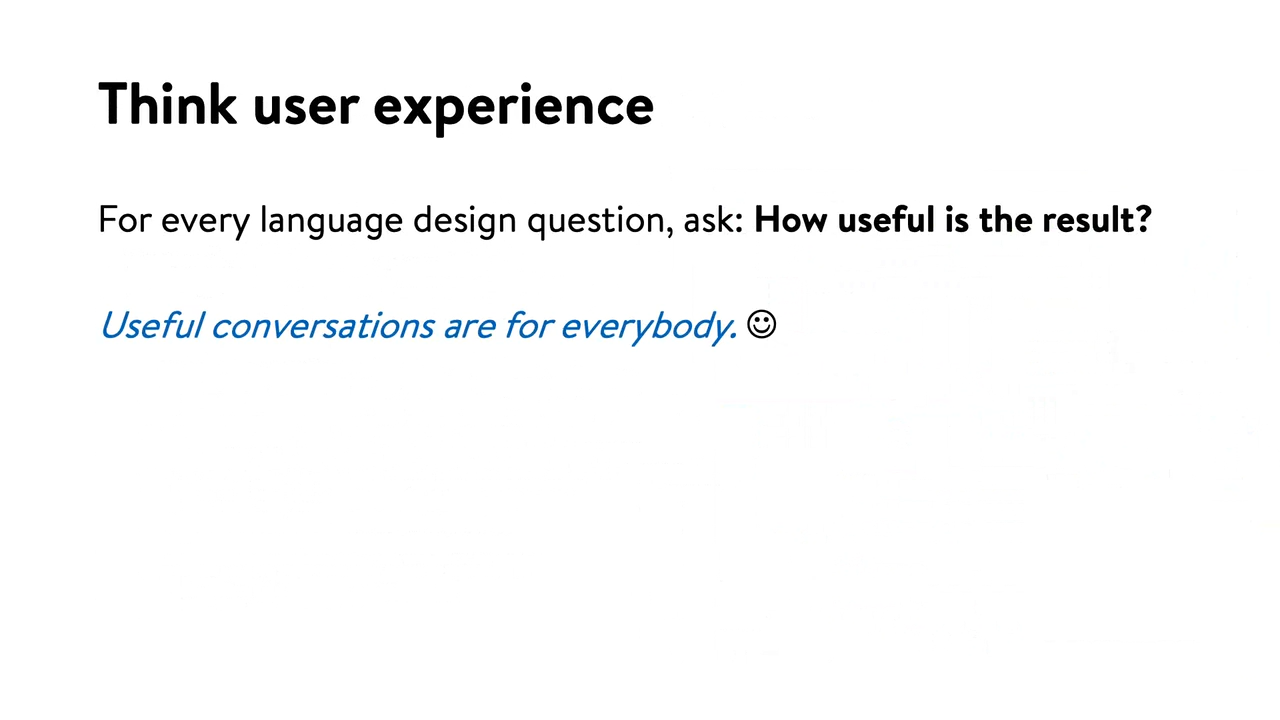 Think user experience
For every language design question, ask: How useful is the result?
Useful conversations are for everybody. ☺